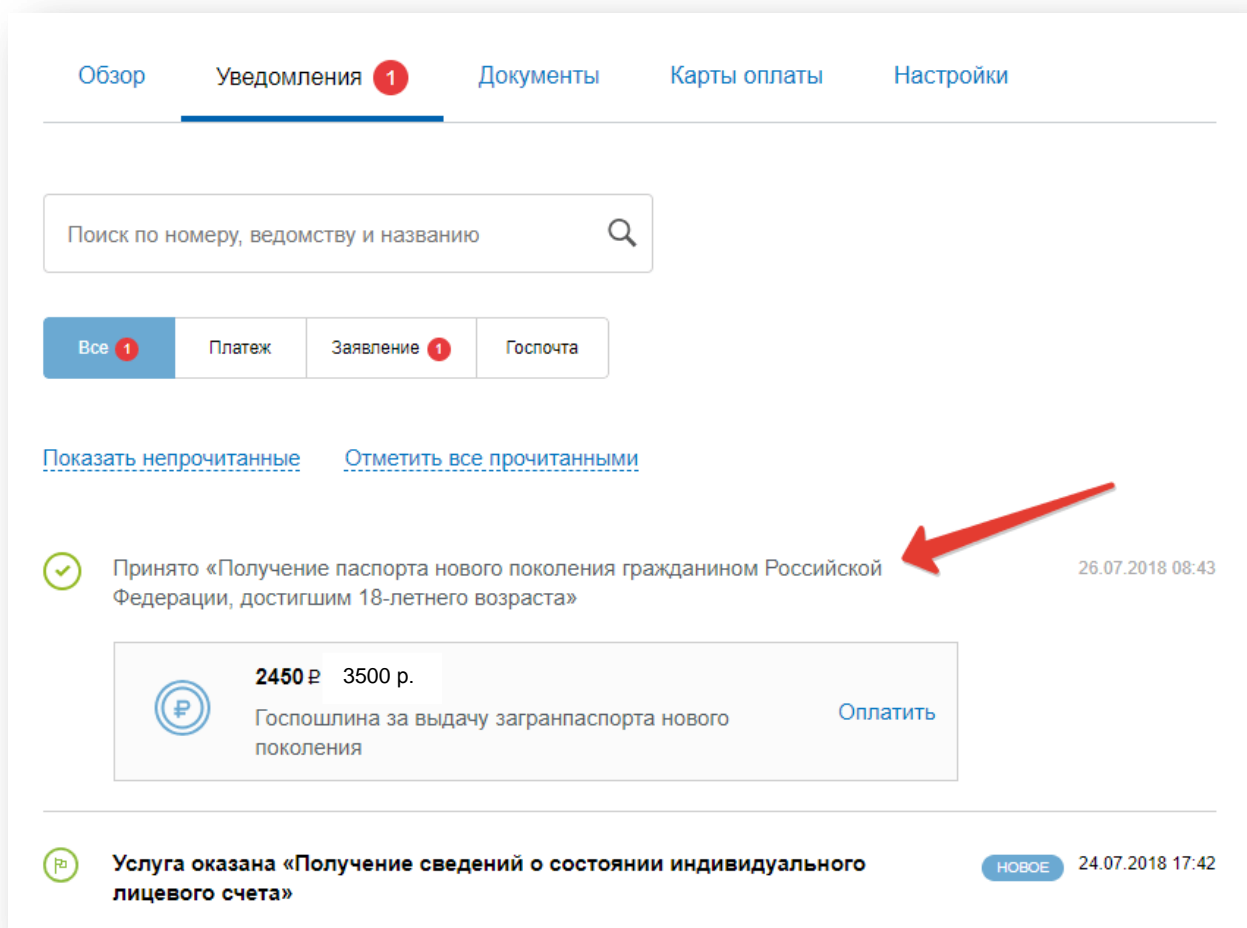 Обзор Уведомления 1 Документы Карты оплаты Настройки
Поиск по номеру, ведомству и названию
Все 1 Платеж Заявление 1 Госпочта
Показать непрочитанные Отметить все прочитанными
Принято «Получение паспорта нового поколения гражданином Российской
Федерации, достигшим 18-летнего возраста»
26.07.2018 08:43
2450 ₽ 3500 р.
Госпошлина за выдачу загранпаспорта нового
поколения
Оплатить
Услуга оказана «Получение сведений о состоянии индивидуального
лицевого счета»
НОВОЕ 24.07.2018 17:42